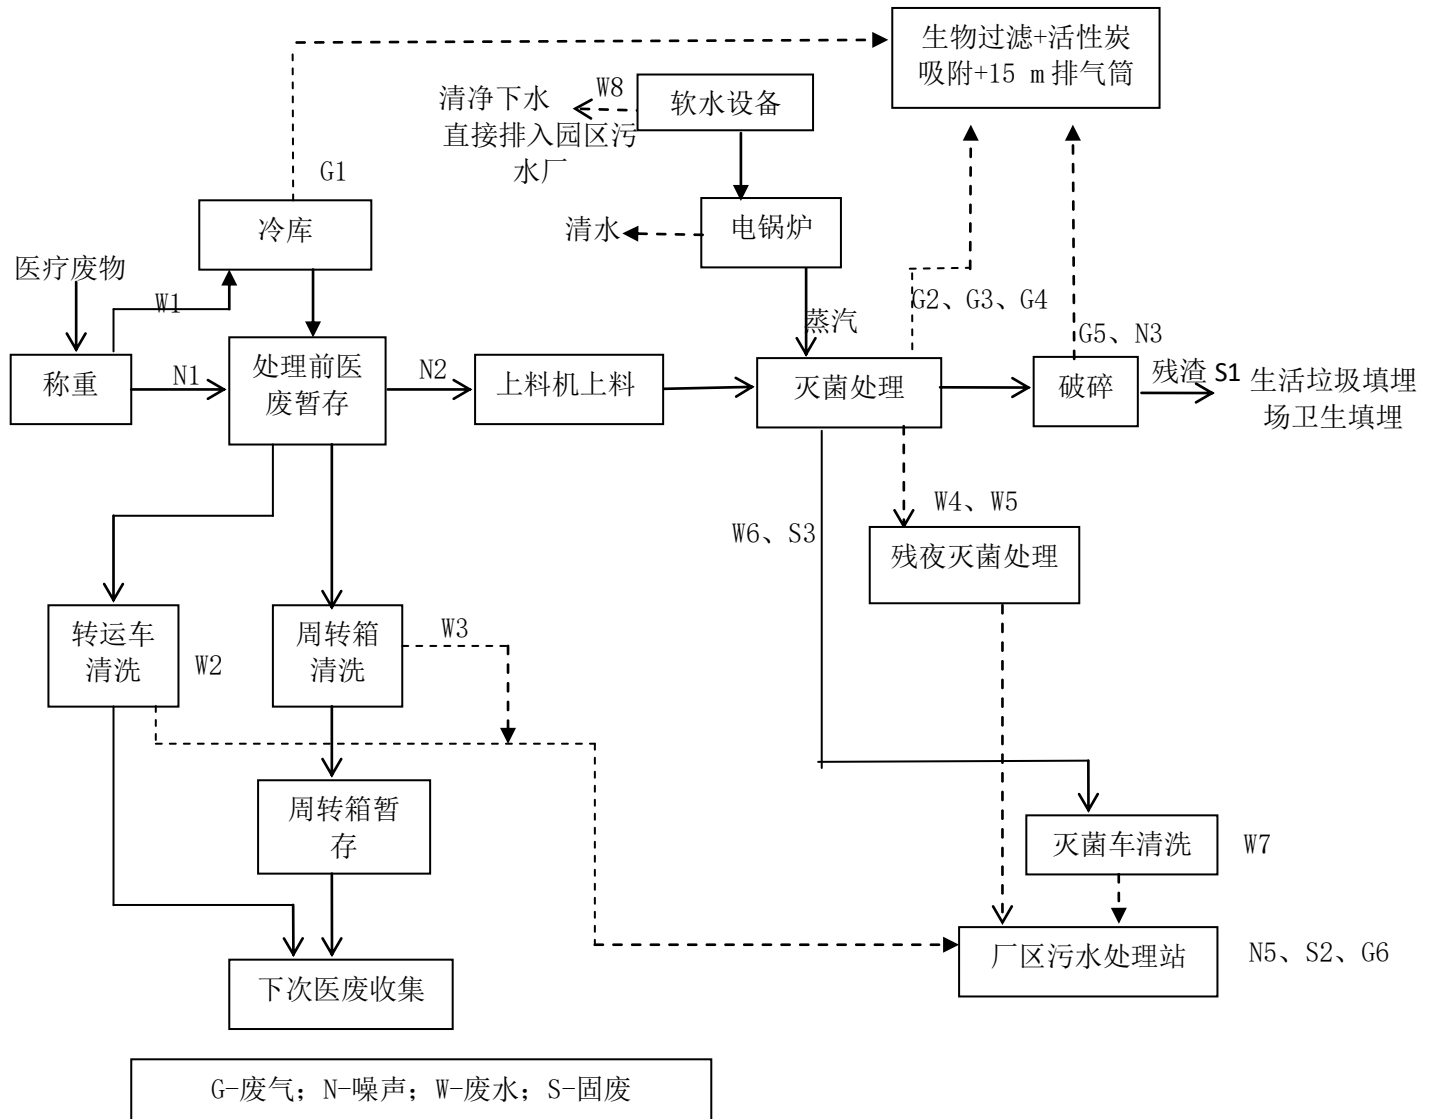 生物过滤+活性炭
吸附+15 m排气筒
W8
软水设备
清净下水
直接排入园区污
水厂
G1
冷库
清水
电锅炉
医疗废物
W1
G2、G3、G4
蒸汽
G5、N3
称重
N1
处理前医
废暂存
N2
上料机上料
灭菌处理
破碎
残渣 S1
生活垃圾填埋
场卫生填埋
W4、W5
W6、S3
残夜灭菌处理
转运车
清洗
W2
周转箱
清洗
W3
周转箱暂
存
灭菌车清洗
W7
下次医废收集
厂区污水处理站
N5、S2、G6
G-废气；N-噪声；W-废水；S-固废